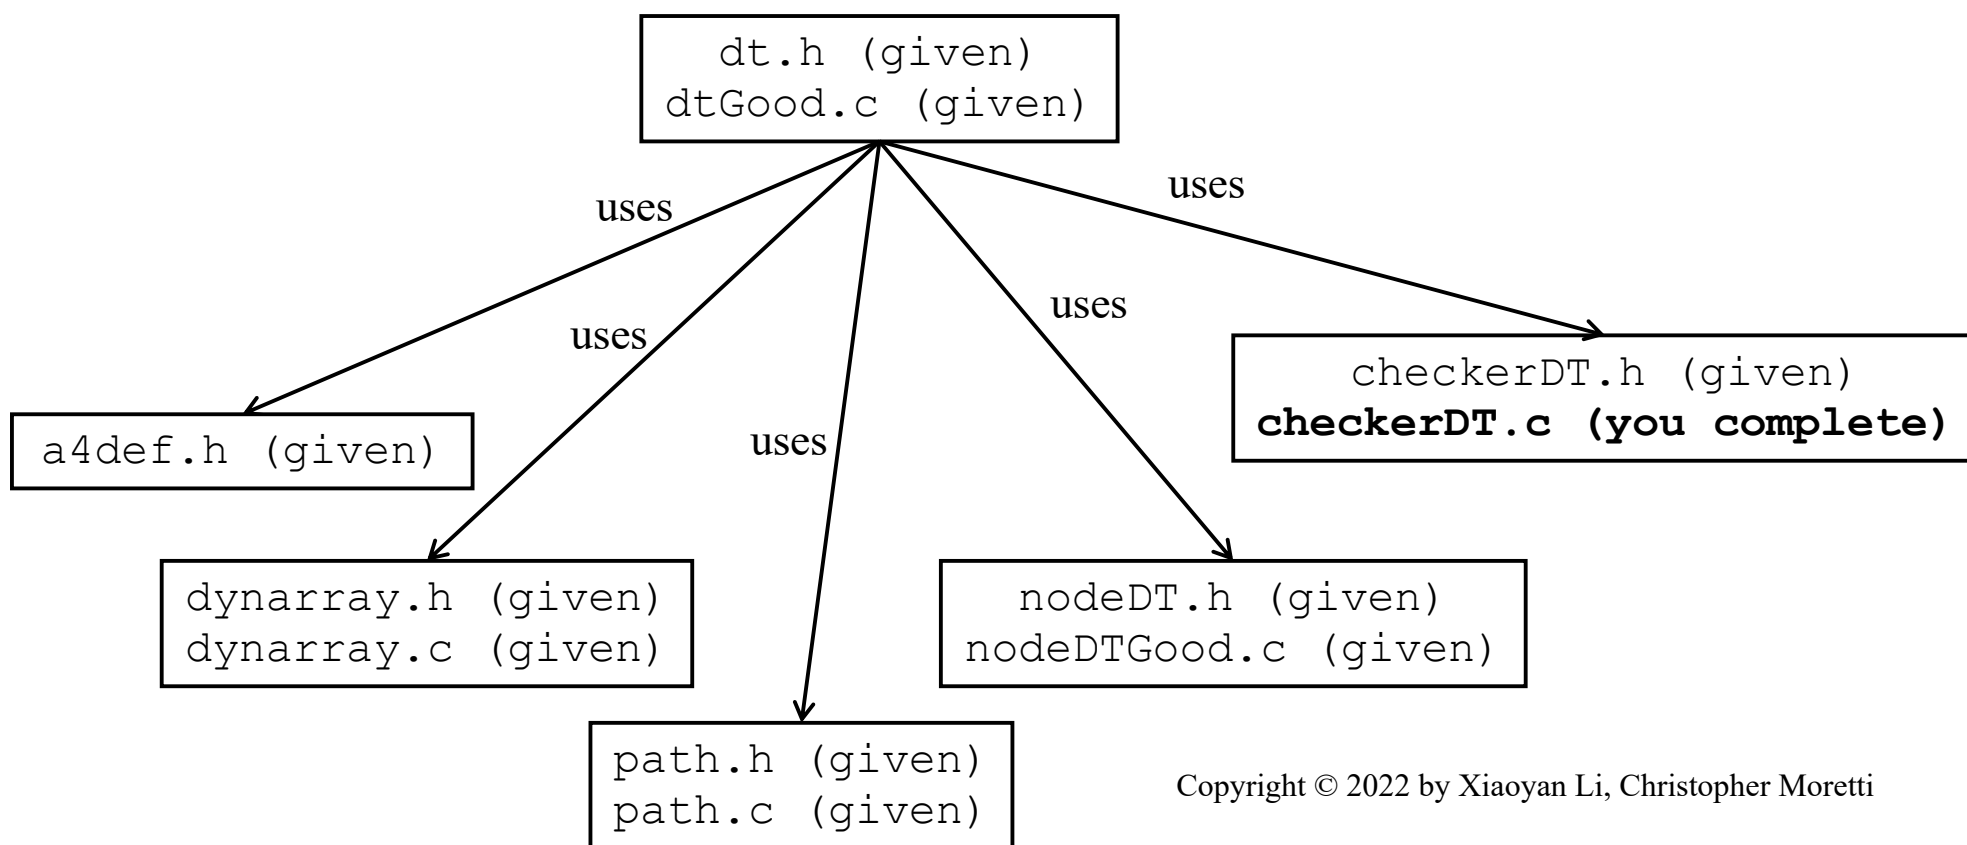 dt.h (given)
dtGood.c (given)
uses
uses
uses
uses
uses
a4def.h (given)
checkerDT.h (given)
checkerDT.c (you complete)
dynarray.h (given)
dynarray.c (given)
nodeDT.h (given)
nodeDTGood.c (given)
path.h (given)
path.c (given)
Copyright © 2022 by Xiaoyan Li, Christopher Moretti